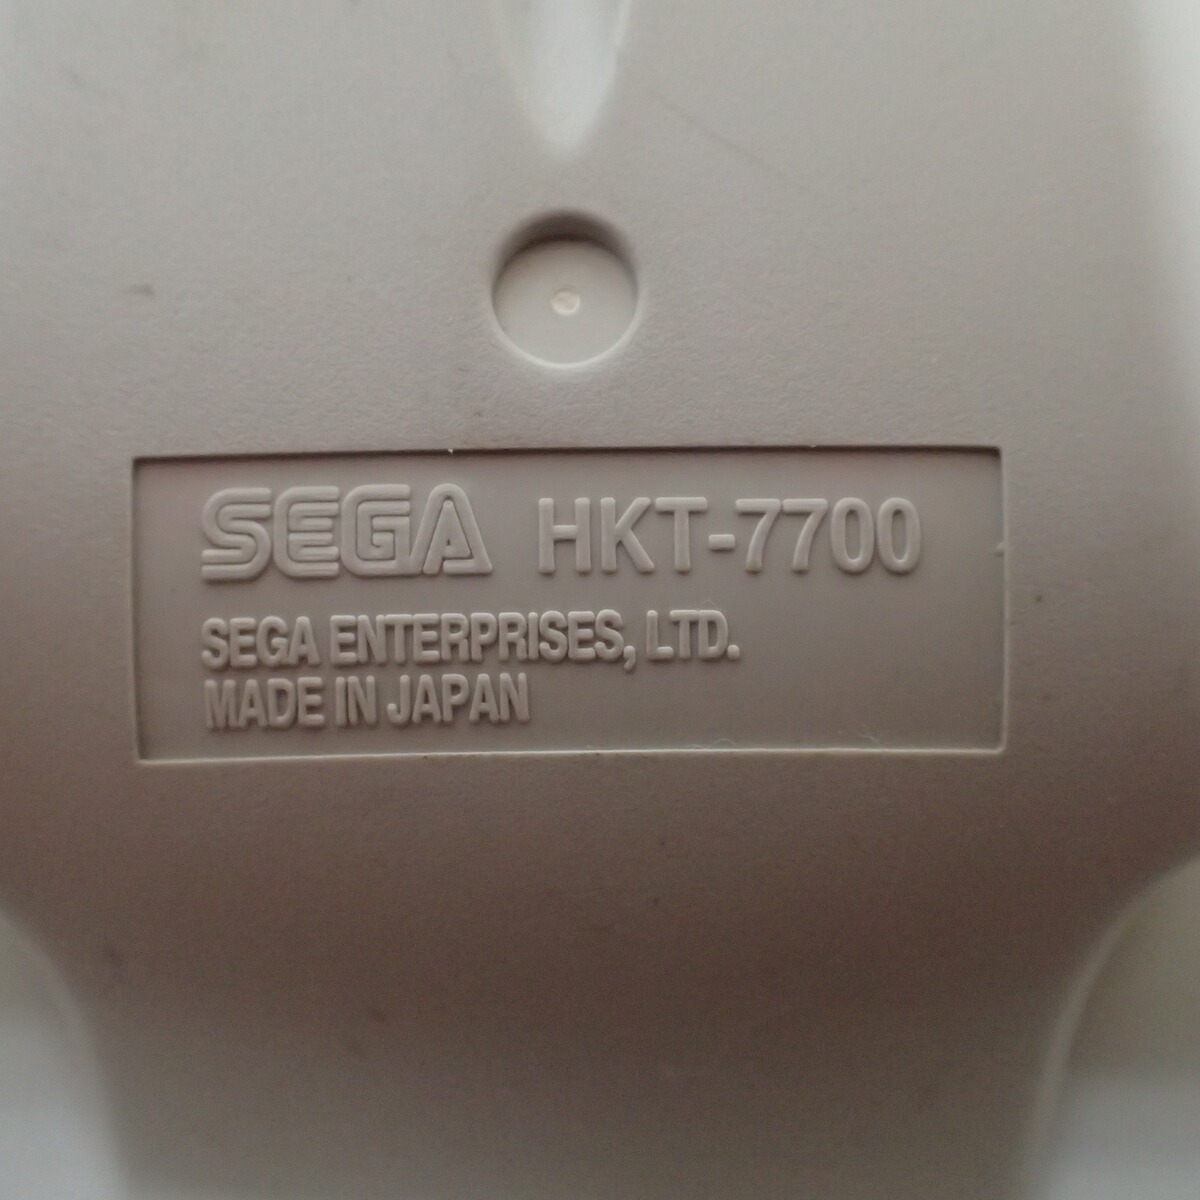 SEGA HKT-7700
SEGA ENTERPRISES, LTD.
MADE IN JAPAN